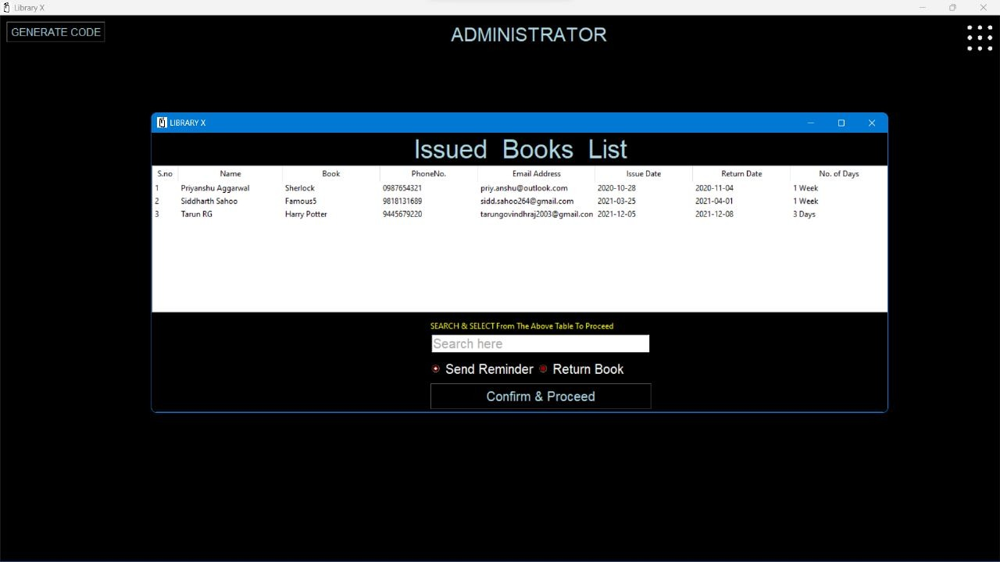 Library X
GENERATE CODE
ADMINISTRATOR
LIBRARY X
Issued Books List
S.no Name Book PhoneNo. Email Address Issue Date Return Date No. of Days
1 Priyanshu Aggarwal Sherlock 0987654321 priy.anshu@outlook.com 2020-10-28 2020-11-04 1 Week
2 Siddharth Sahoo Famous5 9818131689 sidd.sahoo264@gmail.com 2021-03-25 2021-04-01 1 Week
3 Tarun RG Harry Potter 9445679220 tarungovindhraj2003@gmail.con 2021-12-05 2021-12-08 3 Days
SEARCH & SELECT From The Above Table To Proceed
Search here
Send Reminder Return Book
Confirm & Proceed